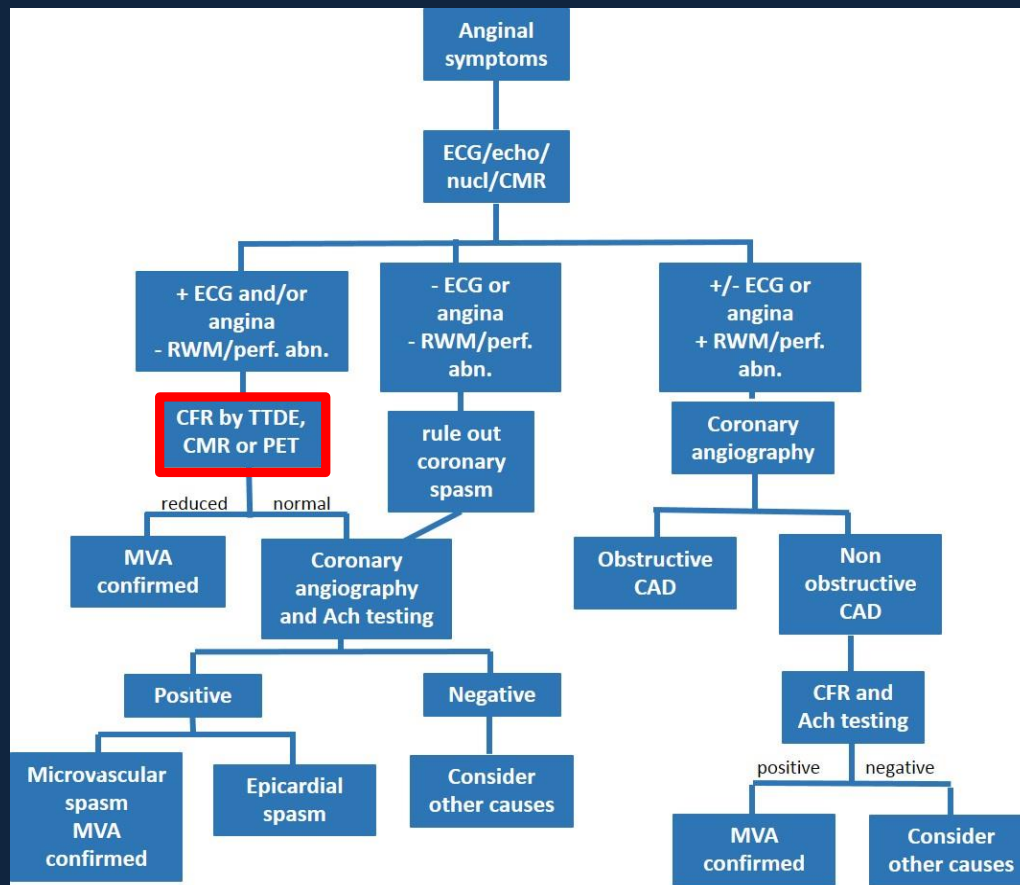 Anginal
symptoms
ECG/echo/
nucl/CMR
+ ECG and/or
angina
- RWM/perf. abn.
- ECG or
angina
- RWM/perf.
abn.
+/- ECG or
angina
+ RWM/perf.
abn.
CFR by TTDE,
CMR or PET
rule out
coronary
spasm
Coronary
angiography
reduced
normal
MVA
confirmed
Coronary
angiography
and Ach testing
Obstructive
CAD
Non
obstructive
CAD
Positive
Negative
CFR and
Ach testing
Microvascular
spasm
MVA
confirmed
Epicardial
spasm
Consider
other causes
positive
negative
MVA
confirmed
Consider
other causes